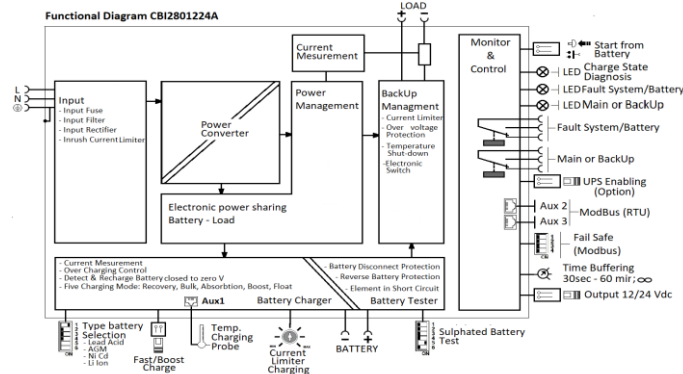 Functional Diagram CBI2801224A
LOAD
+ -
Current
Mesurement
Monitor
&
Control
Start from
Battery
LED Charge State
Diagnosis
LED Fault System/Battery
LED Main or BackUp
Fault System/Battery
Main or BackUp
UPS Enabling
(Option)
Aux 2
Aux 3
ModBus (RTU)
Fail Safe
(Modbus)
Time Buffering
30sec - 60 mir; ∞
Output 12/24 Vdc
L
N
Input
- Input Fuse
- Input Filter
- Input Rectifier
- Inrush Current Limiter
Power
Converter
Power
Management
BackUp
Managment
- Current Limiter
- Over voltage
Protection
- Temperature
Shut-down
-Electronic
Switch
Electronic power sharing
Battery - Load
- Current Mesurement
- Over Charging Control
- Detect & Recharge Battery closed to zero V
- Five Charging Mode: Recovery, Bulk, Absorbtion, Boost, Float
Aux1
Battery Charger
- Battery Disconnect Protection
- Reverse Battery Protection
- Element in Short Circuit
Battery Tester
ON
Type battery
Selection
- Lead Acid
- AGM
- Ni Cd
- Li Ion
Fast/Boost
Charge
Temp.
Charging
Probe
Current
Limiter
Charging
- +
BATTERY
ON
Sulphated Battery
Test